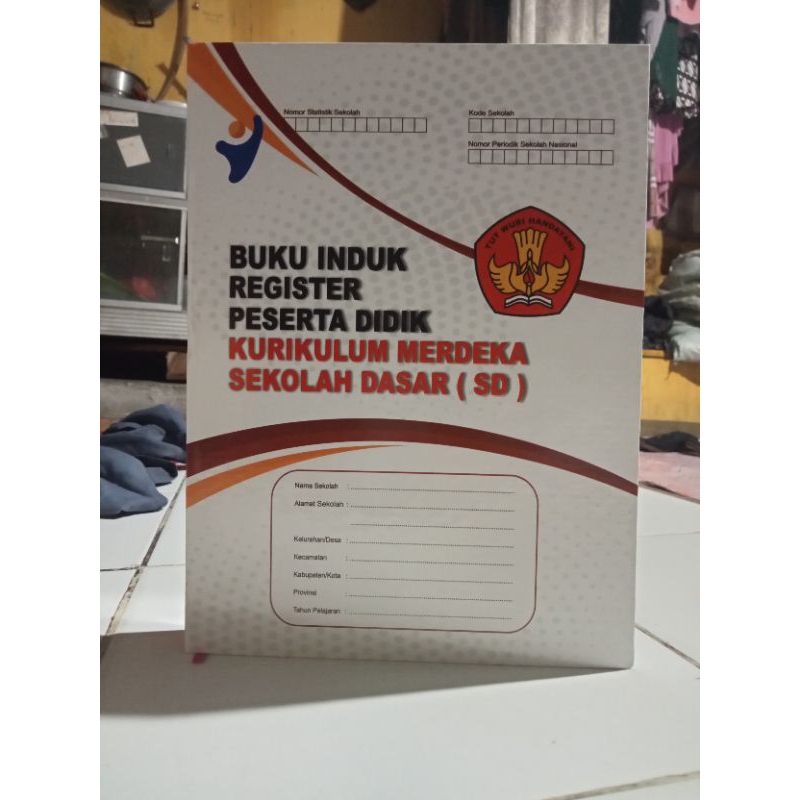 Nomor Statistik Sekolah
Kode Sekolah
Nomor Periodik Sekolah Nasional
TUT WURI HANDAYANI
BUKU INDUK
REGISTER
PESERTA DIDIK
KURIKULUM MERDEKA
SEKOLAH DASAR ( SD )
Nama Sekolah :
Alamat Sekolah :
Kelurahan/Desa :
Kecamatan :
Kabupaten/Kota :
Provinsi :
Tahun Pelajaran :